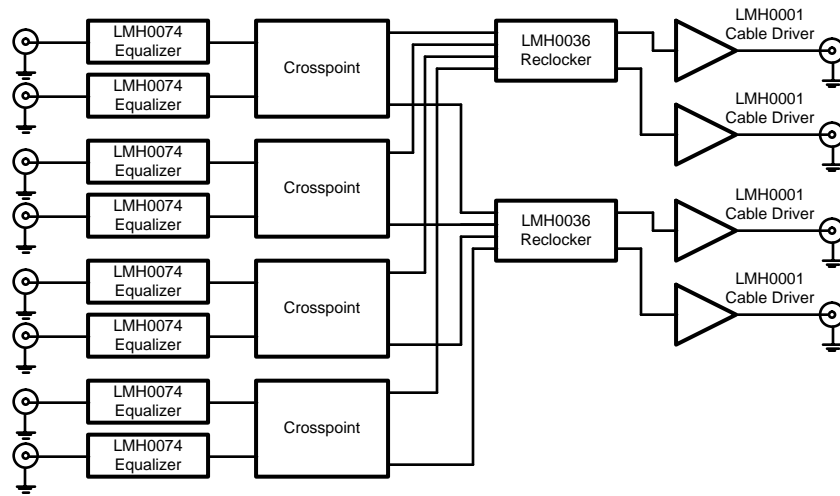 LMH0074
Equalizer
LMH0074
Equalizer
Crosspoint
LMH0074
Equalizer
LMH0074
Equalizer
Crosspoint
LMH0074
Equalizer
LMH0074
Equalizer
Crosspoint
LMH0074
Equalizer
LMH0074
Equalizer
Crosspoint
LMH0036
Reclocker
LMH0036
Reclocker
LMH0001
Cable Driver
LMH0001
Cable Driver
LMH0001
Cable Driver
LMH0001
Cable Driver